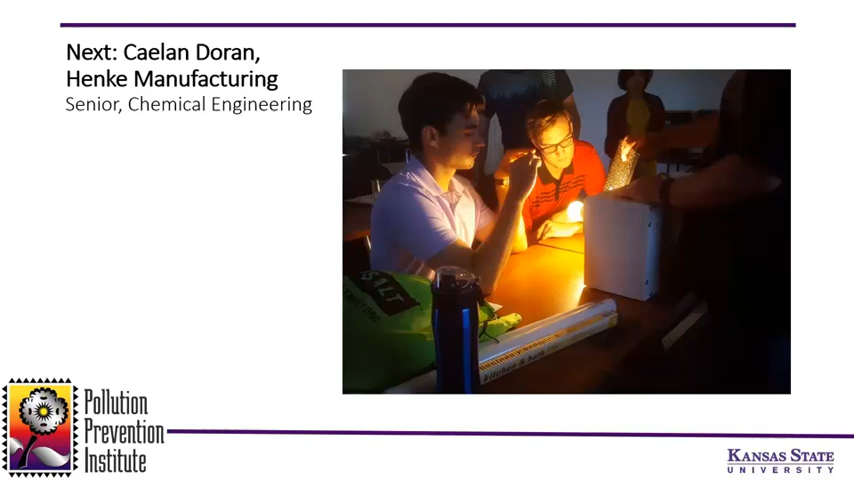 Next: Caelan Doran,
Henke Manufacturing
Senior, Chemical Engineering
Pollution
Prevention
Institute
KANSAS STATE
UNIVERSITY